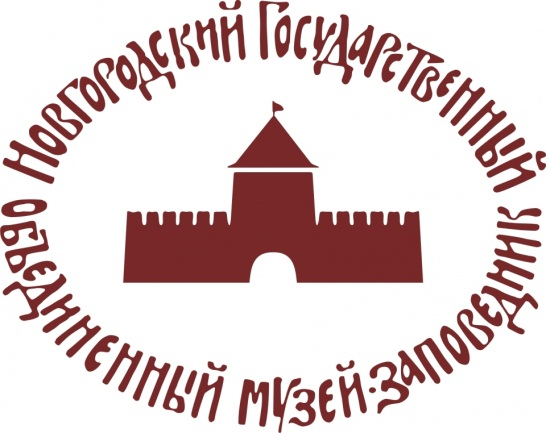 Новгородский Государственный
объединенный музей-заповедник